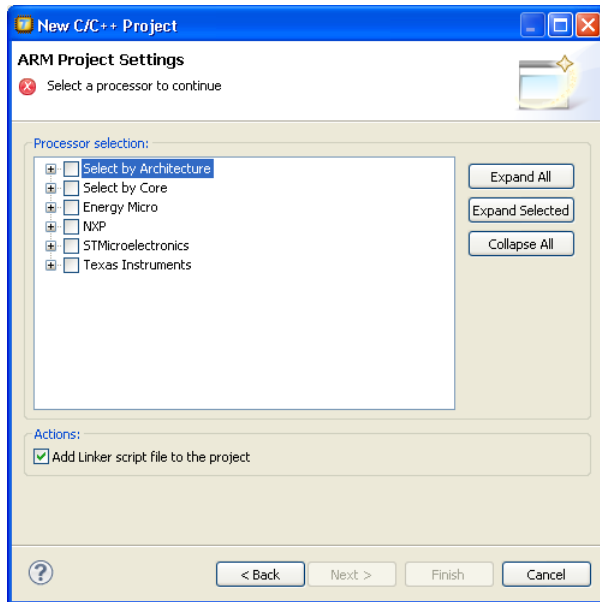 New C/C++ Project
ARM Project Settings
Select a processor to continue
Processor selection:
Select by Architecture
Select by Core
Energy Micro
NXP
STMicroelectronics
Texas Instruments
Expand All
Expand Selected
Collapse All
Actions:
Add Linker script file to the project
?
< Back Next > Finish Cancel